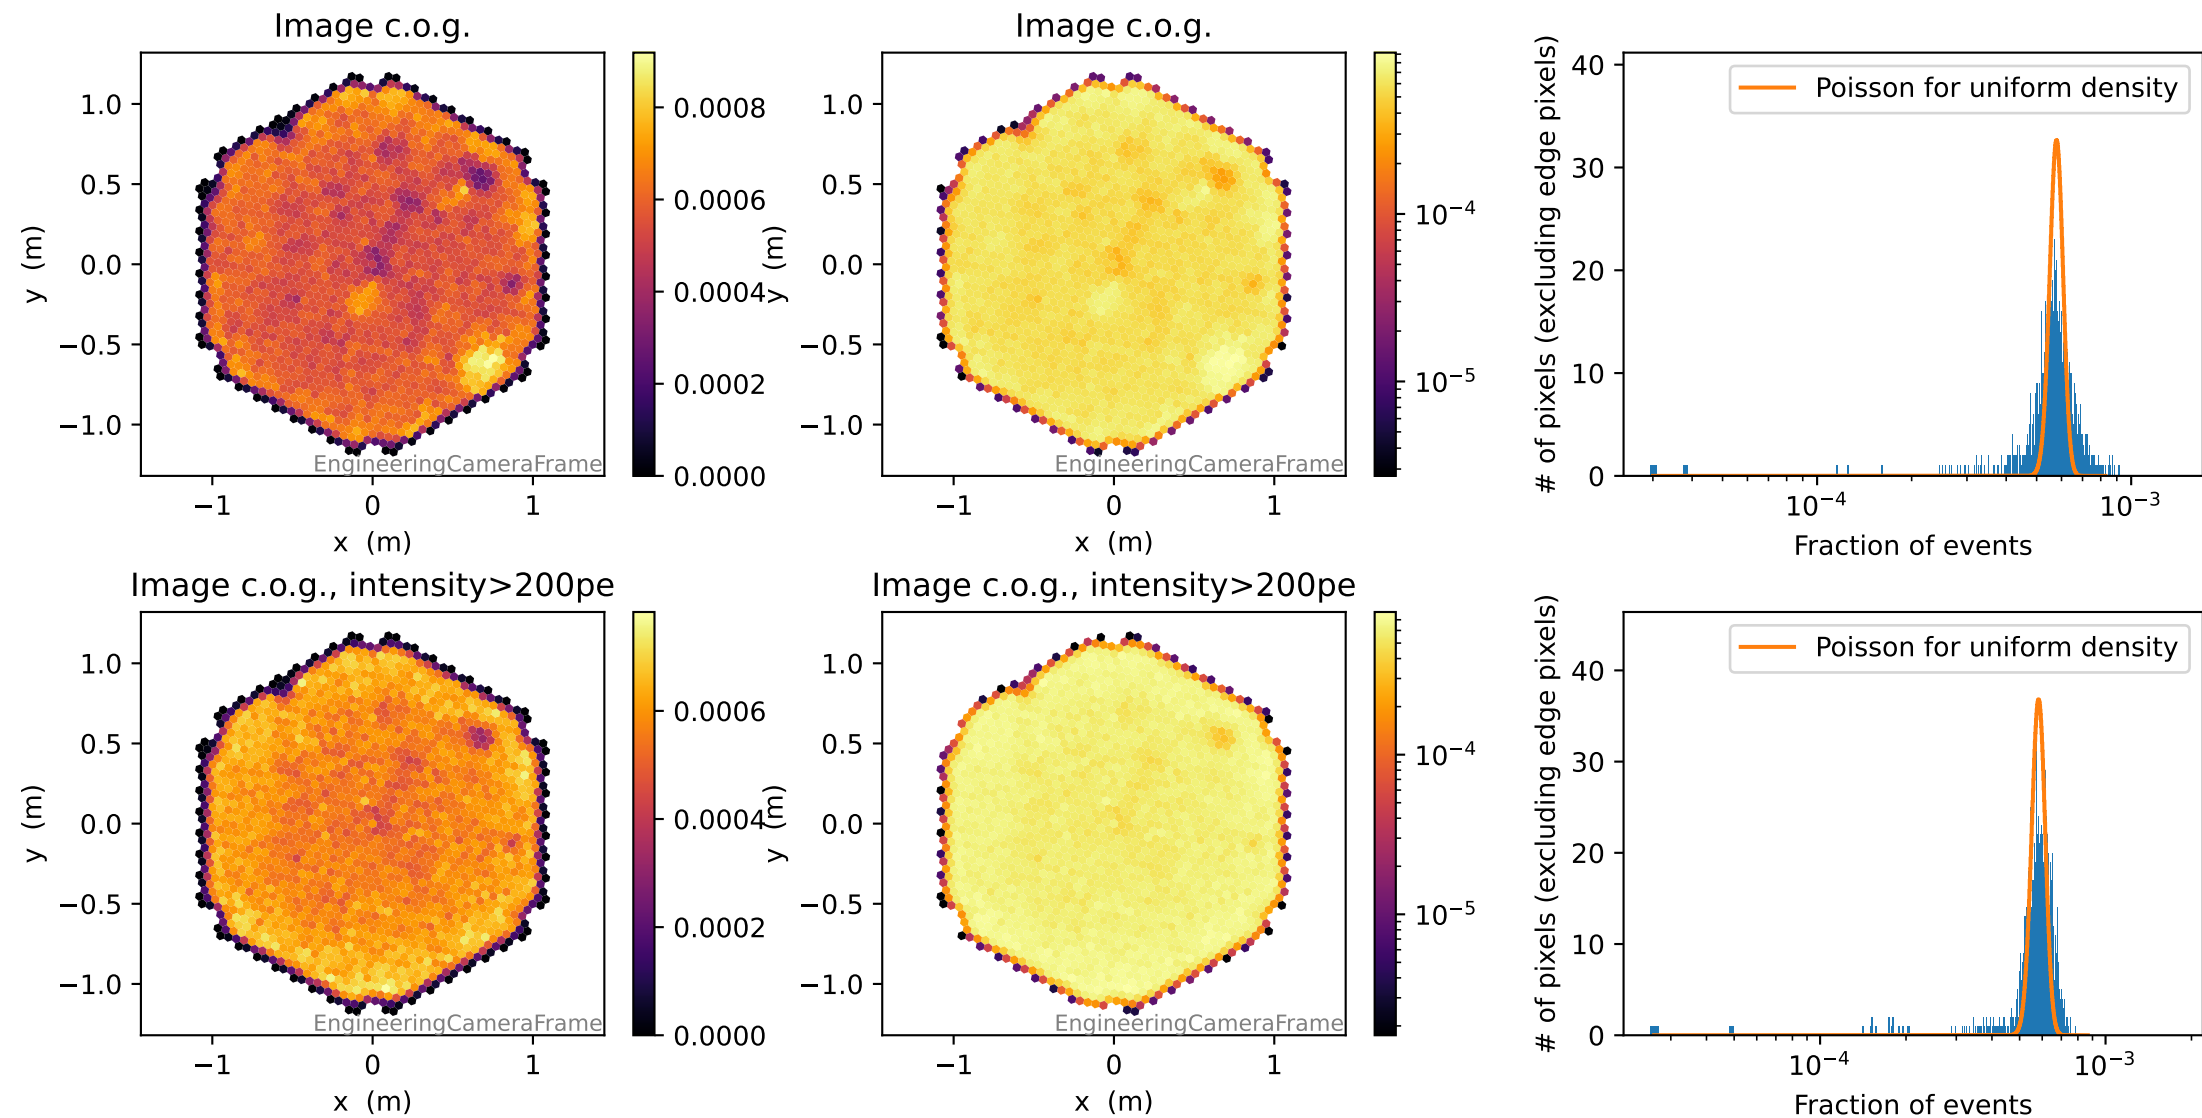 Image c.o.g.
1.0
0.5
0.0
−0.5
−1.0
y (m)
−1
0
1
x (m)
EngineeringCameraFrame
0.0008
0.0006
0.0004
0.0002
0.0000
Image c.o.g.
1.0
0.5
0.0
−0.5
−1.0
y (m)
−1
0
1
x (m)
EngineeringCameraFrame
10⁻⁴
10⁻⁵
# of pixels (excluding edge pixels)
40
30
20
10
0
Poisson for uniform density
10⁻⁴
10⁻³
Fraction of events
Image c.o.g., intensity>200pe
1.0
0.5
0.0
−0.5
−1.0
y (m)
−1
0
1
x (m)
EngineeringCameraFrame
0.0006
0.0004
0.0002
0.0000
Image c.o.g., intensity>200pe
1.0
0.5
0.0
−0.5
−1.0
y (m)
−1
0
1
x (m)
EngineeringCameraFrame
10⁻⁴
10⁻⁵
# of pixels (excluding edge pixels)
40
30
20
10
0
Poisson for uniform density
10⁻⁴
10⁻³
Fraction of events